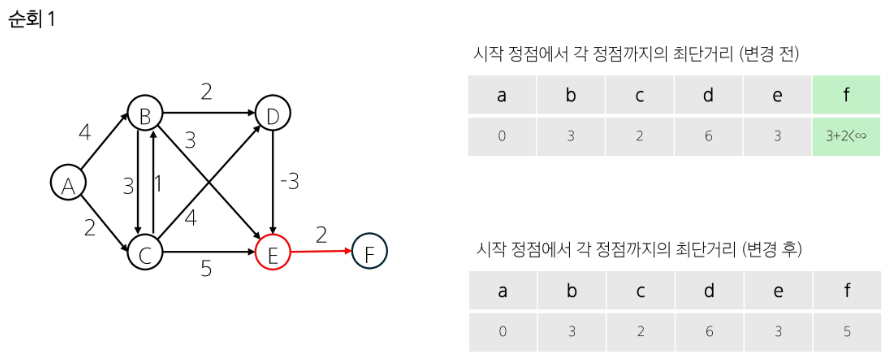 순회 1
시작 정점에서 각 정점까지의 최단거리 (변경 전)
a b c d e f
0 3 2 6 3 3+2<∞
2
B
D
4
3
3
1
-3
A
4
2
2
C
E
F
5
시작 정점에서 각 정점까지의 최단거리 (변경 후)
a b c d e f
0 3 2 6 3 5